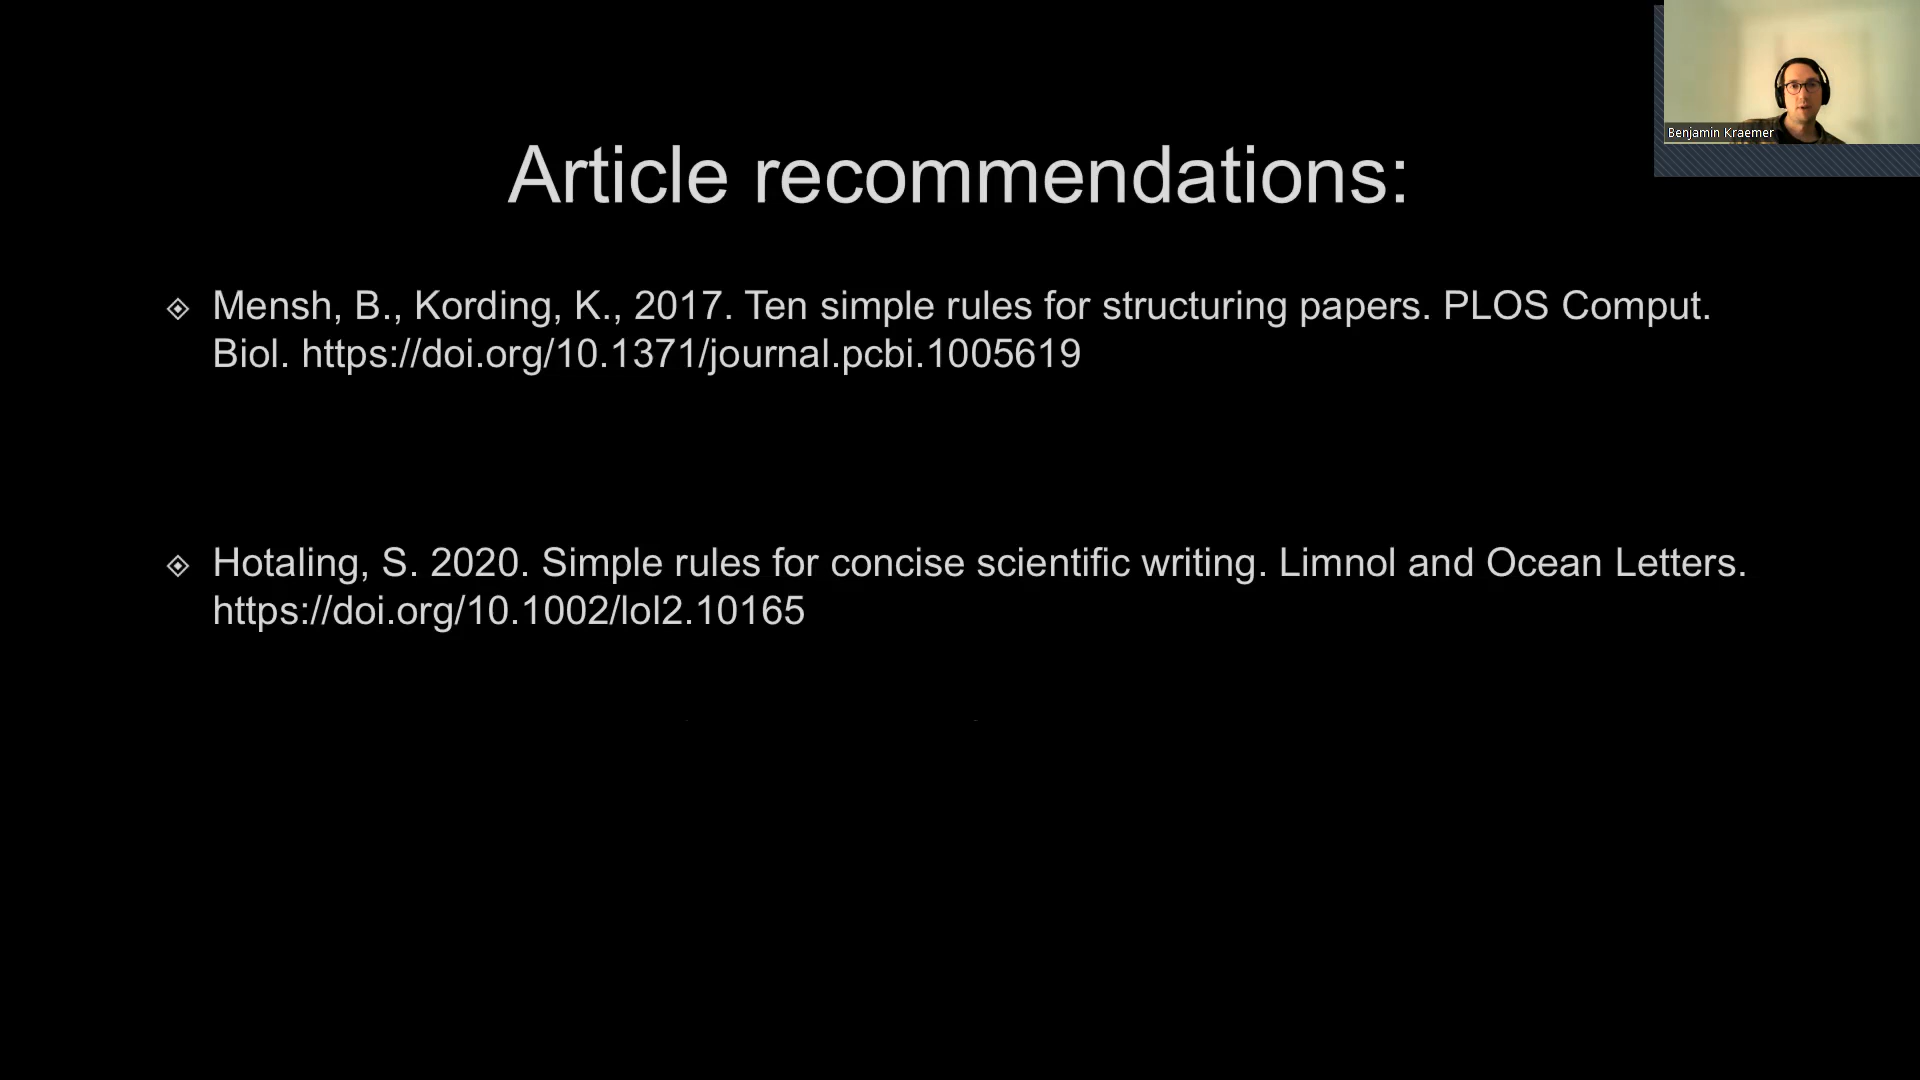 Benjamin Kraemer
Article recommendations:
Mensh, B., Kording, K., 2017. Ten simple rules for structuring papers. PLOS Comput.
Biol. https://doi.org/10.1371/journal.pcbi.1005619
Hotaling, S. 2020. Simple rules for concise scientific writing. Limnol and Ocean Letters.
https://doi.org/10.1002/lol2.10165